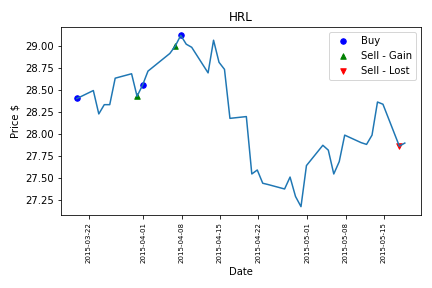 HRL
Buy
Sell - Gain
Sell - Lost
Price $
29.00
28.75
28.50
28.25
28.00
27.75
27.50
27.25
2015-03-22
2015-04-01
2015-04-08
2015-04-15
2015-04-22
2015-05-01
2015-05-08
2015-05-15
Date